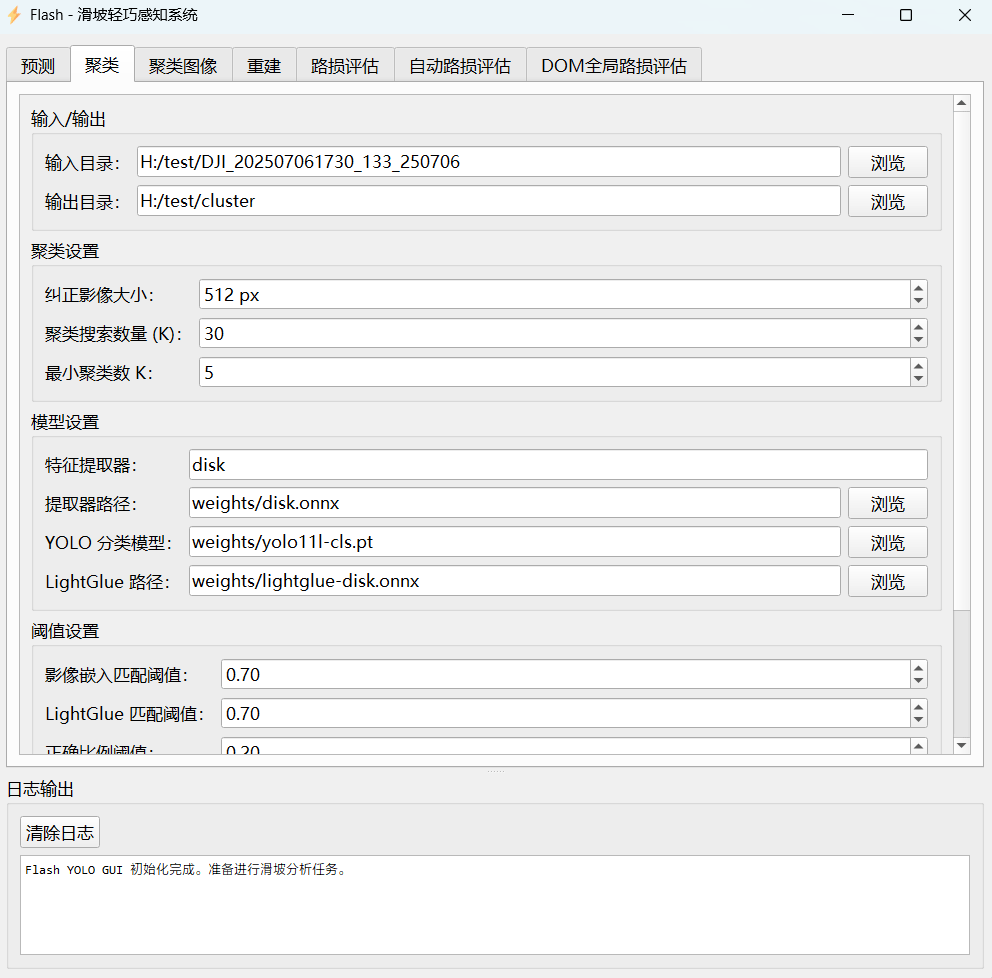 Flash - 滑坡轻巧感知系统
预测 聚类 聚类图像 重建 路损评估 自动路损评估 DOM全局路损评估
输入/输出
输入目录: H:/test/DJI_202507061730_133_250706 浏览
输出目录: H:/test/cluster 浏览
聚类设置
纠正影像大小: 512 px
聚类搜索数量 (K): 30
最小聚类数 K: 5
模型设置
特征提取器: disk
提取器路径: weights/disk.onnx 浏览
YOLO 分类模型: weights/yolo11l-cls.pt 浏览
LightGlue 路径: weights/lightglue-disk.onnx 浏览
阈值设置
影像嵌入匹配阈值: 0.70
LightGlue 匹配阈值: 0.70
正确比例阈值: 0.20
日志输出
清除日志
Flash YOLO GUI 初始化完成。准备进行滑坡分析任务。